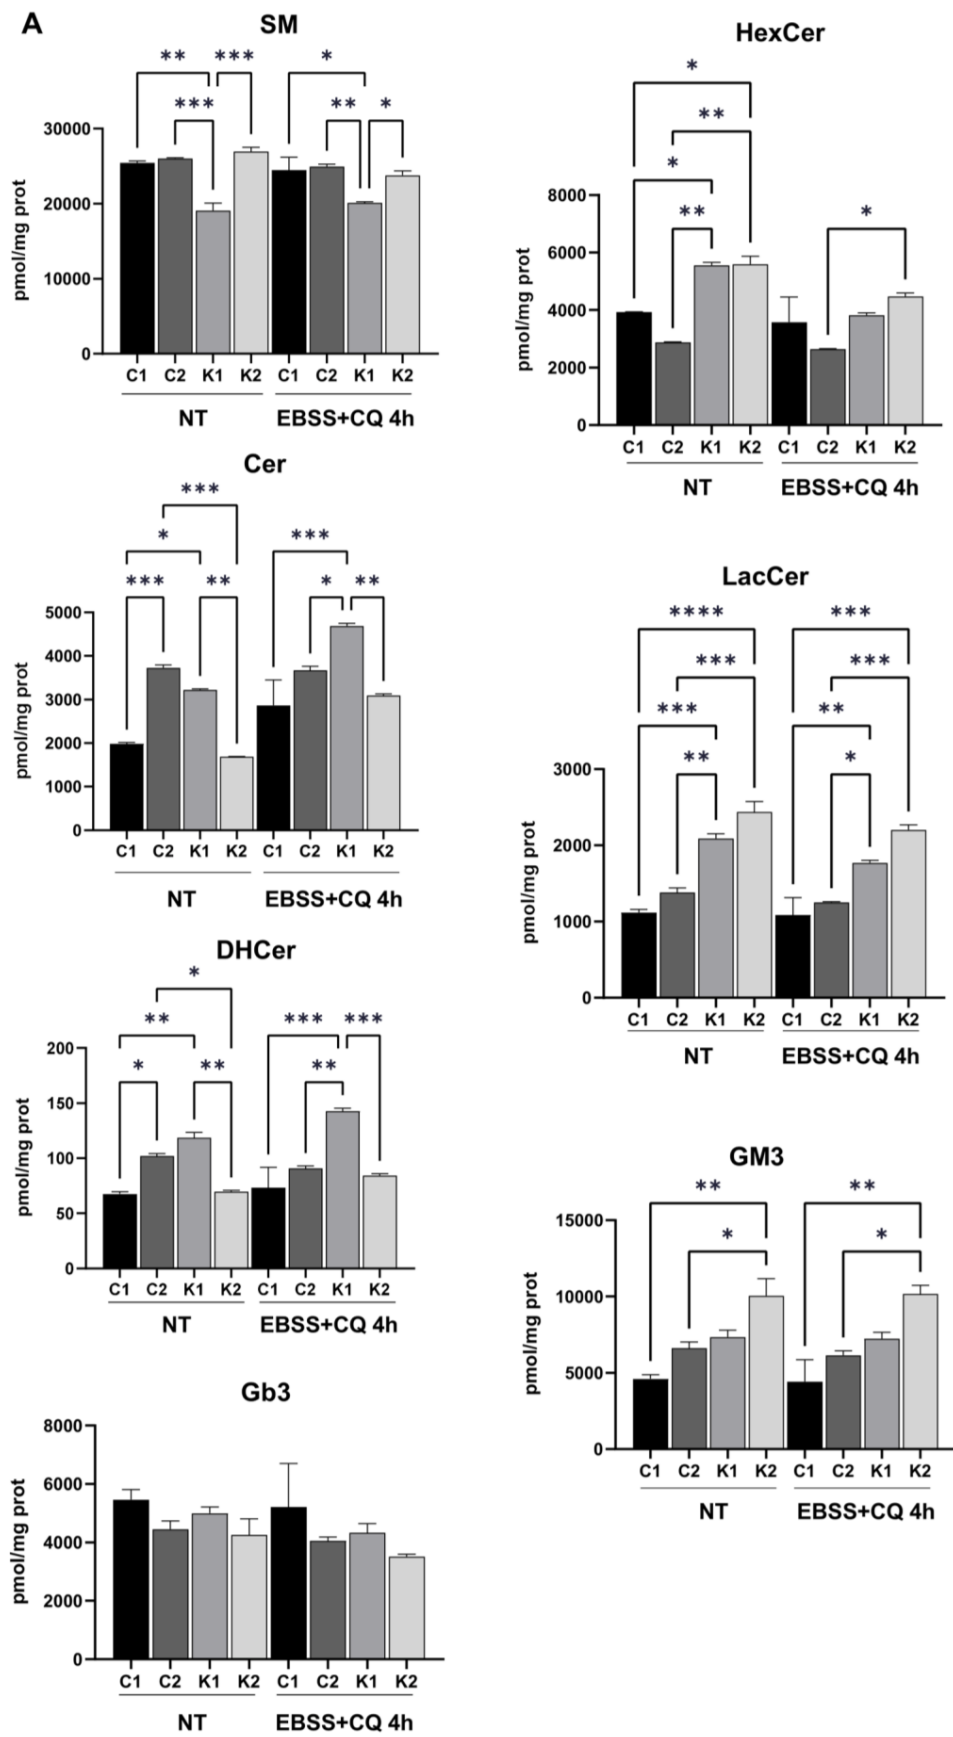 A
SM
** *** *
*** ** *
30000
20000
10000
0
pmol/mg prot
C1 C2 K1 K2 C1 C2 K1 K2
NT EBSS+CQ 4h
Cer
***
* ***
*** ** * **
5000
4000
3000
2000
1000
0
pmol/mg prot
C1 C2 K1 K2 C1 C2 K1 K2
NT EBSS+CQ 4h
DHCer
*
** *** ***
* ** **
200
150
100
50
0
pmol/mg prot
C1 C2 K1 K2 C1 C2 K1 K2
NT EBSS+CQ 4h
Gb3
8000
6000
4000
2000
0
pmol/mg prot
C1 C2 K1 K2 C1 C2 K1 K2
NT EBSS+CQ 4h
HexCer
*
**
*
** *
8000
6000
4000
2000
0
pmol/mg prot
C1 C2 K1 K2 C1 C2 K1 K2
NT EBSS+CQ 4h
LacCer
**** ***
*** ***
*** **
** *
3000
2000
1000
0
pmol/mg prot
C1 C2 K1 K2 C1 C2 K1 K2
NT EBSS+CQ 4h
GM3
** **
* *
15000
10000
5000
0
pmol/mg prot
C1 C2 K1 K2 C1 C2 K1 K2
NT EBSS+CQ 4h